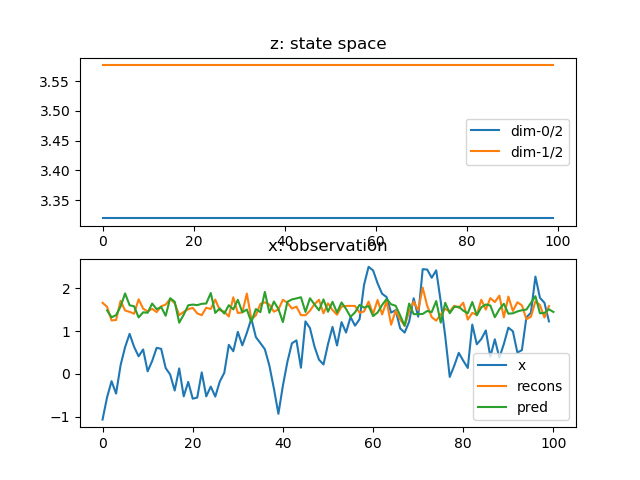 z: state space
3.55
3.50
3.45
3.40
3.35
dim-0/2
dim-1/2
0 20 40 60 80 100
x: observation
2
1
0
−1
x
recons
pred
0 20 40 60 80 100